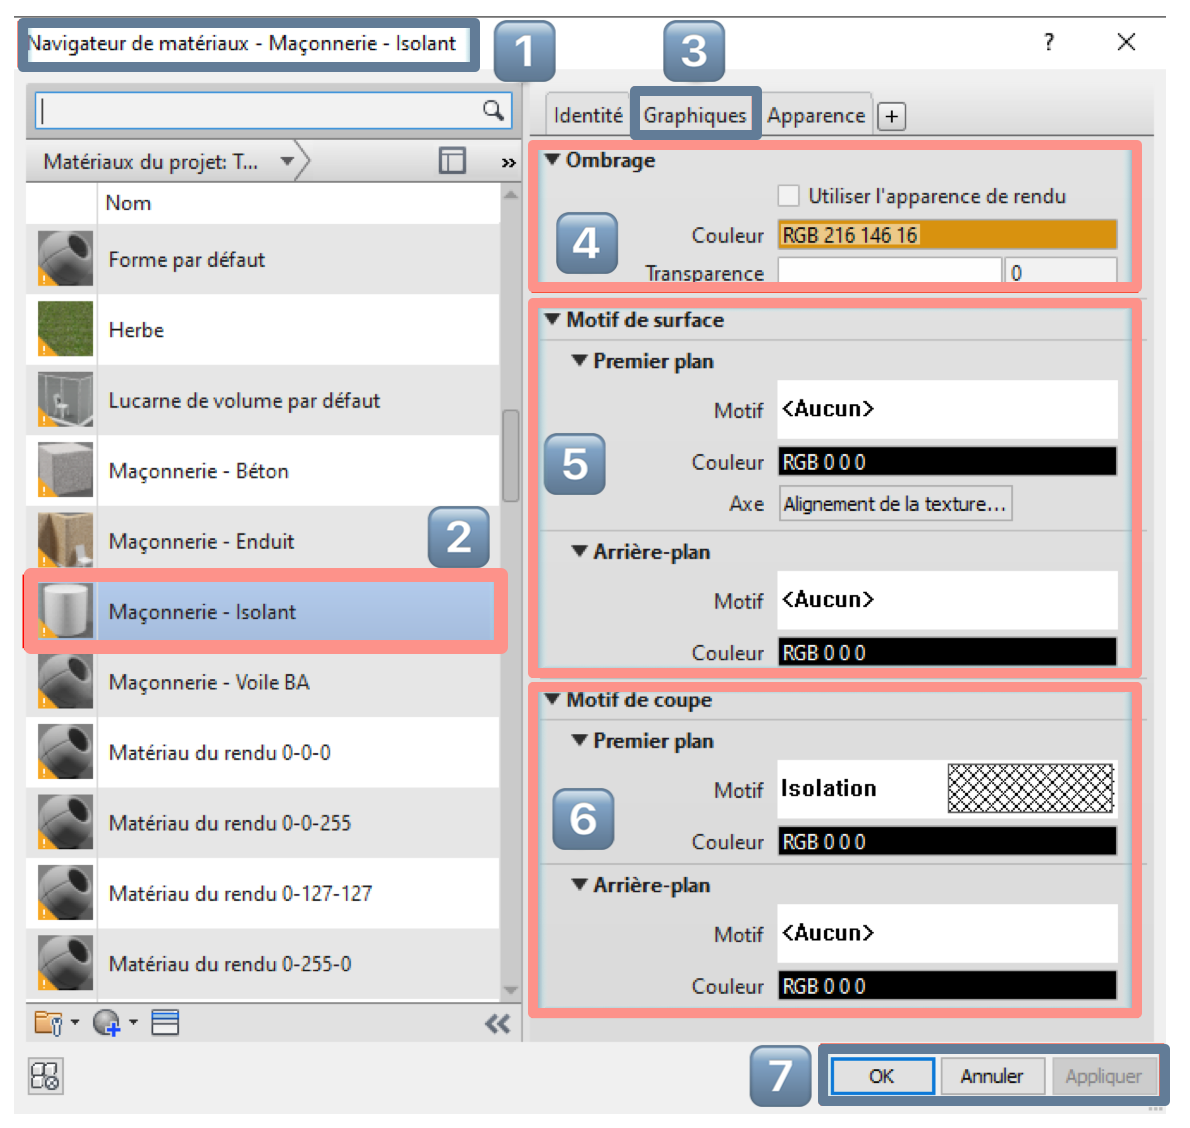 Navigateur de matériaux - Maçonnerie - Isolant
1
3
?
Identité
Graphiques
Apparence
+
Matériaux du projet: T...
»
Nom
Forme par défaut
Herbe
Lucarne de volume par défaut
Maçonnerie - Béton
Maçonnerie - Enduit
2
Maçonnerie - Isolant
Maçonnerie - Voile BA
Matériau du rendu 0-0-0
Matériau du rendu 0-0-255
Matériau du rendu 0-127-127
Matériau du rendu 0-255-0
Ombrage
Utiliser l'apparence de rendu
4
Couleur RGB 216 146 16
Transparence 0
Motif de surface
Premier plan
Motif <Aucun>
5
Couleur RGB 0 0 0
Axe Alignement de la texture...
Arrière-plan
Motif <Aucun>
Couleur RGB 0 0 0
Motif de coupe
Premier plan
Motif Isolation
6
Couleur RGB 0 0 0
Arrière-plan
Motif <Aucun>
Couleur RGB 0 0 0
7
OK Annuler Appliquer